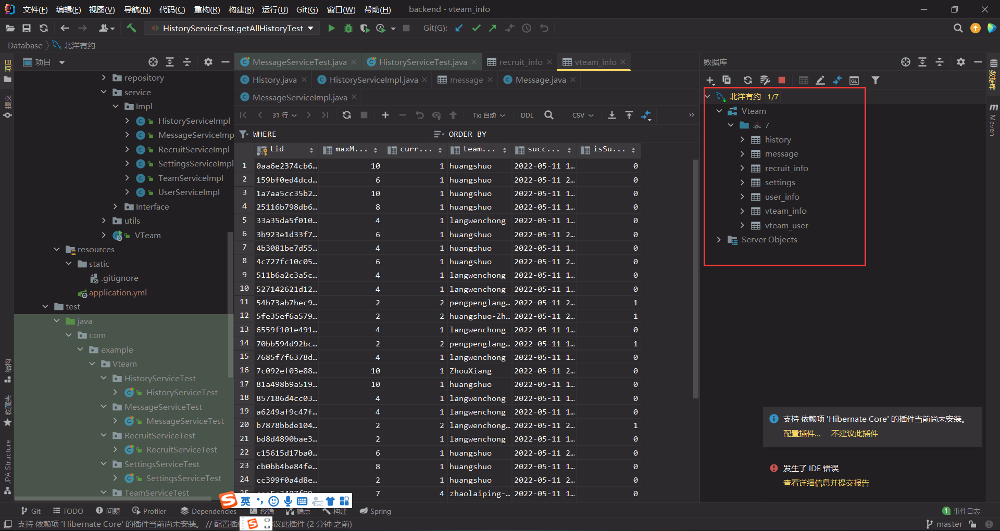 文件(F) 编辑(E) 视图(V) 导航(N) 代码(C) 重构(R) 构建(B) 运行(U) Git(G) 窗口(W) 帮助(H) backend - vteam_info
HistoryServiceTest.getAllHistoryTest Git(G):
Database 北洋有约
项目
MessageServiceTest.java HistoryServiceTest.java recruit_info vteam_info
数据库
History.java HistoryServiceImpl.java message Message.java
MessageServiceImpl.java
31 行 Tx: 自动 DDL CSV
WHERE ORDER BY
tid maxM... curr... team... succ... isSu...
1 0aa6e2374cb6… 10 1 huangshuo 2022-05-11 1… 0
2 159bf0ed4dcd… 6 1 huangshuo 2022-05-11 2… 0
3 1a7aa5cc35b2… 10 1 huangshuo 2022-05-11 1… 0
4 25116b798db6… 8 1 huangshuo 2022-05-11 1… 0
5 33a35da5f010… 4 1 langwenchong 2022-05-11 1… 0
6 3b923e1d33f7… 6 1 huangshuo 2022-05-11 2… 0
7 4b3081be7d55… 4 1 huangshuo 2022-05-11 1… 0
8 4c727fc10c05… 6 1 huangshuo 2022-05-11 2… 0
9 511b6a2c3a5c… 4 1 langwenchong 2022-05-11 1… 0
10 527142621d12… 4 1 langwenchong 2022-05-11 1… 0
11 54b73ab7bec9… 2 2 pengpenglang… 2022-05-11 2… 1
12 5fe35ef6a579… 2 2 huangshuo-Zh… 2022-05-11 2… 1
13 6559f101e491… 4 1 langwenchong 2022-05-11 1… 0
14 70bb594d92bc… 2 2 pengpenglang… 2022-05-11 1… 1
15 7685f7f6378d… 4 1 langwenchong 2022-05-11 1… 0
16 7c092ef03e88… 10 1 ZhouXiang 2022-05-11 2… 0
17 81a498b9a519… 10 1 huangshuo 2022-05-11 1… 0
18 857186d4cc03… 4 1 langwenchong 2022-05-11 1… 0
19 a6249af9c47f… 4 1 langwenchong 2022-05-11 1… 0
20 b7878bbde104… 2 2 langwenchong… 2022-05-11 2… 1
21 bd8d4890bae3… 2 1 langwenchong 2022-05-11 1… 0
22 c15615d17ba0… 6 1 huangshuo 2022-05-11 2… 0
23 cb0bb4be84fe… 8 1 huangshuo 2022-05-11 1… 0
24 cc399f0a4d8e… 2 1 huangshuo 2022-05-11 2… 0
7 4 zhaolaiping-… 2022-05-11 1… 0
repository
service
Impl
HistoryServiceImpl
MessageServiceImp
RecruitServiceImpl
SettingsServiceImpl
TeamServiceImpl
UserServiceImpl
Interface
utils
VTeam
resources
static
.gitignore
application.yml
test
java
com
example
Vteam
HistoryServiceTest
HistoryServiceTest
MessageServiceTest
MessageServiceTest
RecruitServiceTest
RecruitServiceTest
SettingsServiceTest
SettingsServiceTest
TeamServiceTest
北洋有约 1/7
Vteam
表 7
history
message
recruit_info
settings
user_info
vteam_info
vteam_user
Server Objects
支持 依赖项 'Hibernate Core' 的插件当前尚未安装。
配置插件... 不建议此插件
发生了 IDE 错误
查看详细信息并提交报告
项目
提交
结构
收藏夹
JPA Structure
数据库
m Maven
英
Git TODO 问题 Profiler Dependencies 终端 端点 构建 Spring 1 事件日志
支持 依赖项 'Hibernate Core' 的插件当前尚未安装。 // 配置插 议此插件 (2 分钟 之前) master